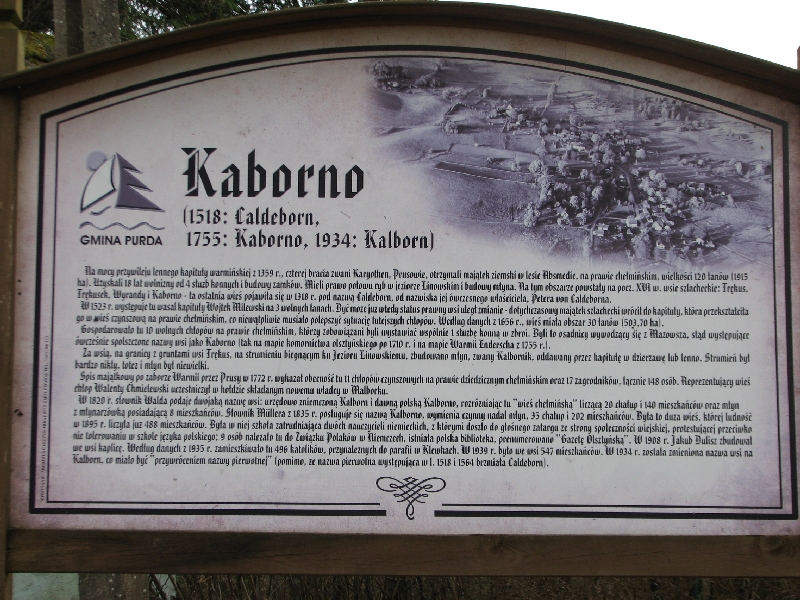 Kaborno
(1518: Caldeborn,
1755: Kaborno, 1934: Kalborn)
GMINA PURDA
Na mocy przywileju lennego kapituły warmińskiej z 1359 r., czterej bracia zwani Karyothen, Prusowie, otrzymali majątek ziemski w lesie Absmedie, na prawie chełmińskim, wielkości 120 łanów (1915
ha). Uzyskali 18 lat wolnizny od 4 służb konnych i budowy zamków. Mieli prawo połowu ryb w jeziorze Linowskim i budowy młyna. Na tym obszarze powstały na pocz. XVI w. wsie szlacheckie: Trękus,
Trękusek, Wyrandy i Kaborno - ta ostatnia wieś pojawiła się w 1518 r. pod nazwą Caldeborn, od nazwiska jej ówczesnego właściciela, Petera von Caldeborna.
W 1523 r. występuje tu wasal kapituły Wojtek Milewski na 3 wolnych łanach. Być może już wtedy status prawny wsi uległ zmianie - dotychczasowy majątek szlachecki wrócił do kapituły, która przekształciła
go w wieś czynszową na prawie chełmińskim, co niewątpliwie musiało polepszyć sytuację tutejszych chłopów. Według danych z 1656 r., wieś miała obszar 30 łanów (503,70 ha).
Gospodarowało tu 10 wolnych chłopów na prawie chełmińskim, którzy zobowiązani byli wystawiać wspólnie 1 służbę konną w zbroi. Byli to osadnicy wywodzący się z Mazowsza, stąd występujące
ówcześnie spolszczone nazwy wsi jako Kaborno (tak na mapie komornictwa olsztyńskiego po 1710 r. i na mapie Warmii Enderscha z 1755 r.).
Za wsią, na granicy z gruntami wsi Trękus, na strumieniu biegnącym ku Jezioru Linowskiemu, zbudowano młyn, zwany Kalbornik, oddawany przez kapitułę w dzierżawę lub lenno. Strumień był
bardzo nikły, toteż i młyn był niewielki.
Spis majątkowy po zaborze Warmii przez Prusy w 1772 r. wykazał obecność tu 11 chłopów czynszowych na prawie dziedzicznym chełmińskim oraz 17 zagrodników, łącznie 148 osób. Reprezentujący wieś
chłop Walenty Chmielewski uczestniczył w hołdzie składanym nowemu władcy w Malborku.
W 1820 r. słownik Walda podaje dwojaką nazwę wsi: urzędowo zniemczoną Kalborn i dawną polską Kaborno, rozróżniając tu "wieś chełmińską" liczącą 20 chałup i 140 mieszkańców oraz młyn
z młynarzówką posiadającą 8 mieszkańców. Słownik Müllera z 1835 r. posługuje się nazwą Kalborno, wymienia czynny nadal młyn, 35 chałup i 202 mieszkańców. Była to duża wieś, której ludność
w 1895 r. liczyła już 488 mieszkańców. Była w niej szkoła zatrudniająca dwóch nauczycieli niemieckich, z którymi doszło do głośnego zatargu ze strony społeczności wiejskiej, protestującej przeciwko
nie tolerowaniu w szkole języka polskiego; 9 osób należało tu do Związku Polaków w Niemczech, istniała polska biblioteka, prenumerowano "Gazetę Olsztyńską". W 1908 r. Jakub Dulisz zbudował
we wsi kaplicę. Według danych z 1935 r. zamieszkiwało tu 496 katolików, przynależnych do parafii w Klewkach. W 1939 r. było we wsi 547 mieszkańców. W 1934 r. została zmieniona nazwa wsi na
Kalborn, co miało być "przywróceniem nazwy pierwotnej" (pomimo, że nazwa pierwotna występująca w l. 1518 i 1564 brzmiała Caldeborn).